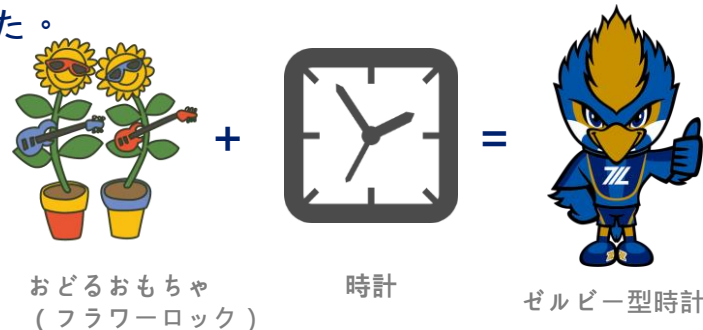 た。
+
=
おどるおもちゃ
(フラワーロック)
時計
ゼルビー型時計